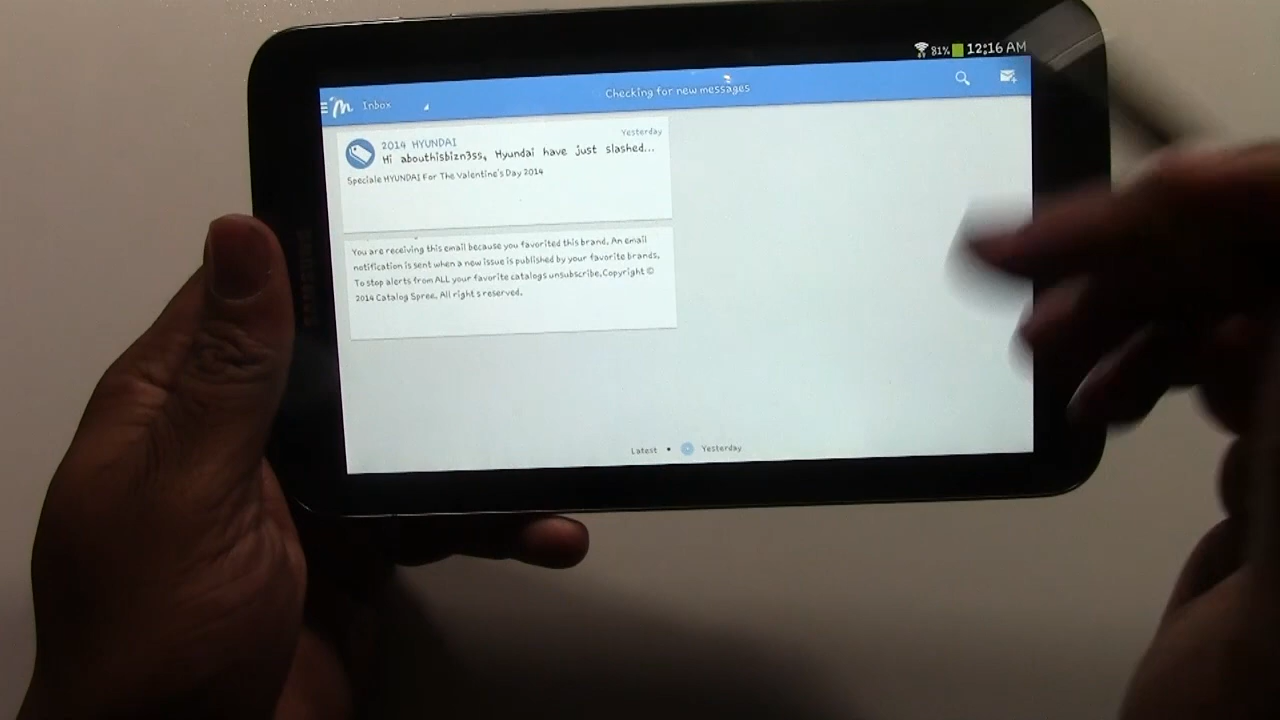 81% 12:16 AM
Inbox
Checking for new messages
2014 HYUNDAI
Yesterday
Hi abouthisbizn3ss, Hyundai have just slashed...
Speciale HYUNDAI For The Valentine's Day 2014
You are receiving this email because you favorited this brand. An email
notification is sent when a new issue is published by your favorite brands.
To stop alerts from ALL your favorite catalogs unsubscribe.Copyright ©
2014 Catalog Spree. All right s reserved.
Latest Yesterday